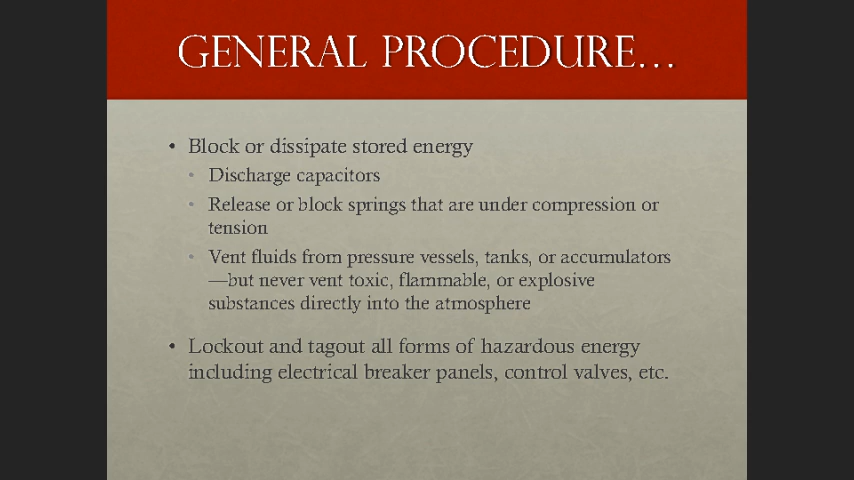 GENERAL PROCEDURE...
• Block or dissipate stored energy
• Discharge capacitors
• Release or block springs that are under compression or
tension
• Vent fluids from pressure vessels, tanks, or accumulators
—but never vent toxic, flammable, or explosive
substances directly into the atmosphere
• Lockout and tagout all forms of hazardous energy
including electrical breaker panels, control valves, etc.